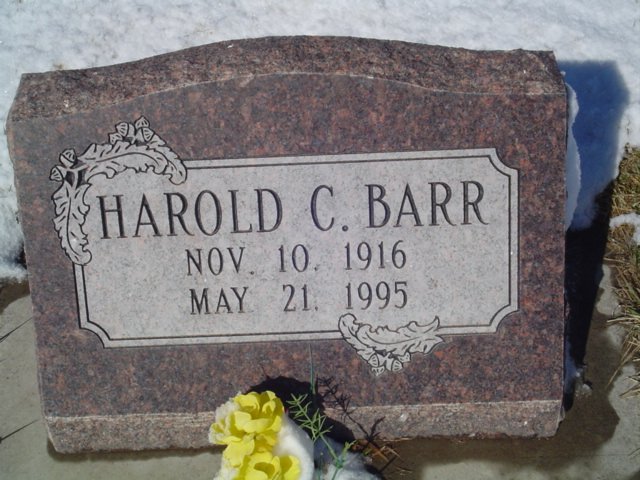 HAROLD C. BARR
NOV. 10. 1916
MAY 21. 1995